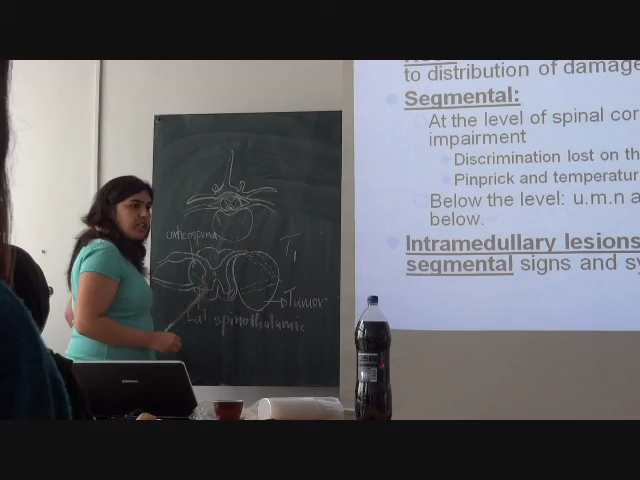 corticospina
T1
Tumor
Lat spinothalamic
to distribution of damage
Segmental:
At the level of spinal cor
impairment
Discrimination lost on th
Pinprick and temperatur
Below the level: u.m.n a
below.
Intramedullary lesions
segmental signs and sy